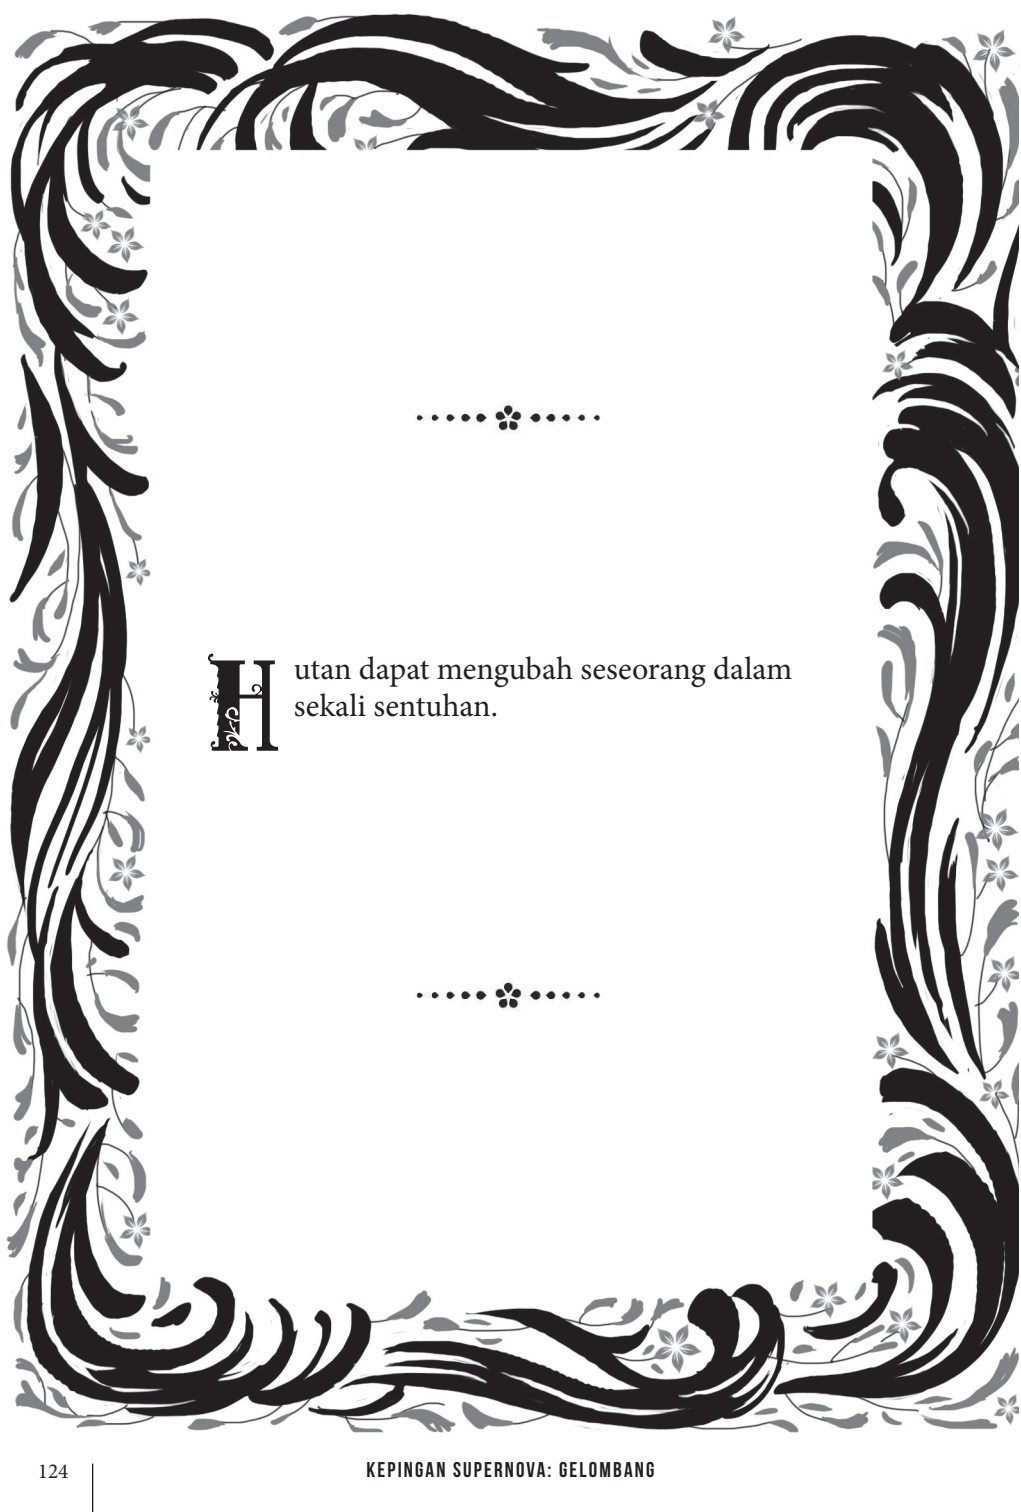 Hutan dapat mengubah seseorang dalam
sekali sentuhan.
124
KEPINGAN SUPERNOVA: GELOMBANG